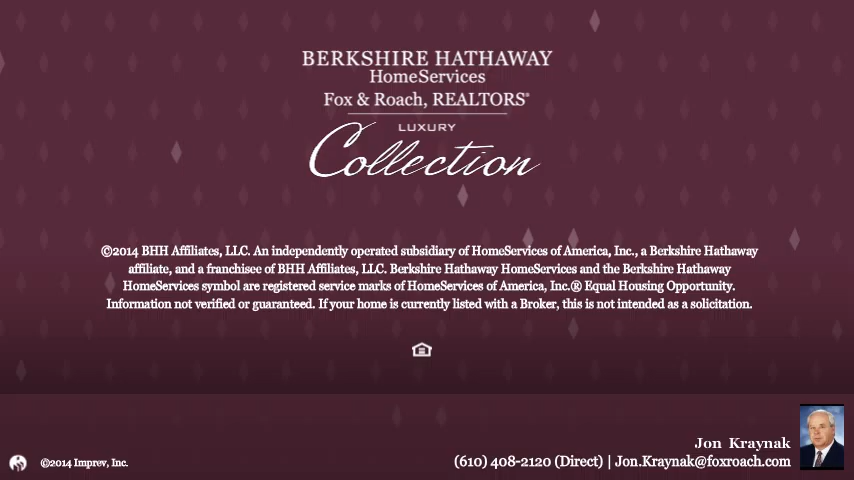 BERKSHIRE HATHAWAY
HomeServices
Fox & Roach, REALTORS®
LUXURY
Collection
©2014 BHH Affiliates, LLC. An independently operated subsidiary of HomeServices of America, Inc., a Berkshire Hathaway
affiliate, and a franchisee of BHH Affiliates, LLC. Berkshire Hathaway HomeServices and the Berkshire Hathaway
HomeServices symbol are registered service marks of HomeServices of America, Inc.® Equal Housing Opportunity.
Information not verified or guaranteed. If your home is currently listed with a Broker, this is not intended as a solicitation.
Jon Kraynak
(610) 408-2120 (Direct) | Jon.Kraynak@foxroach.com
©2014 Imprev, Inc.